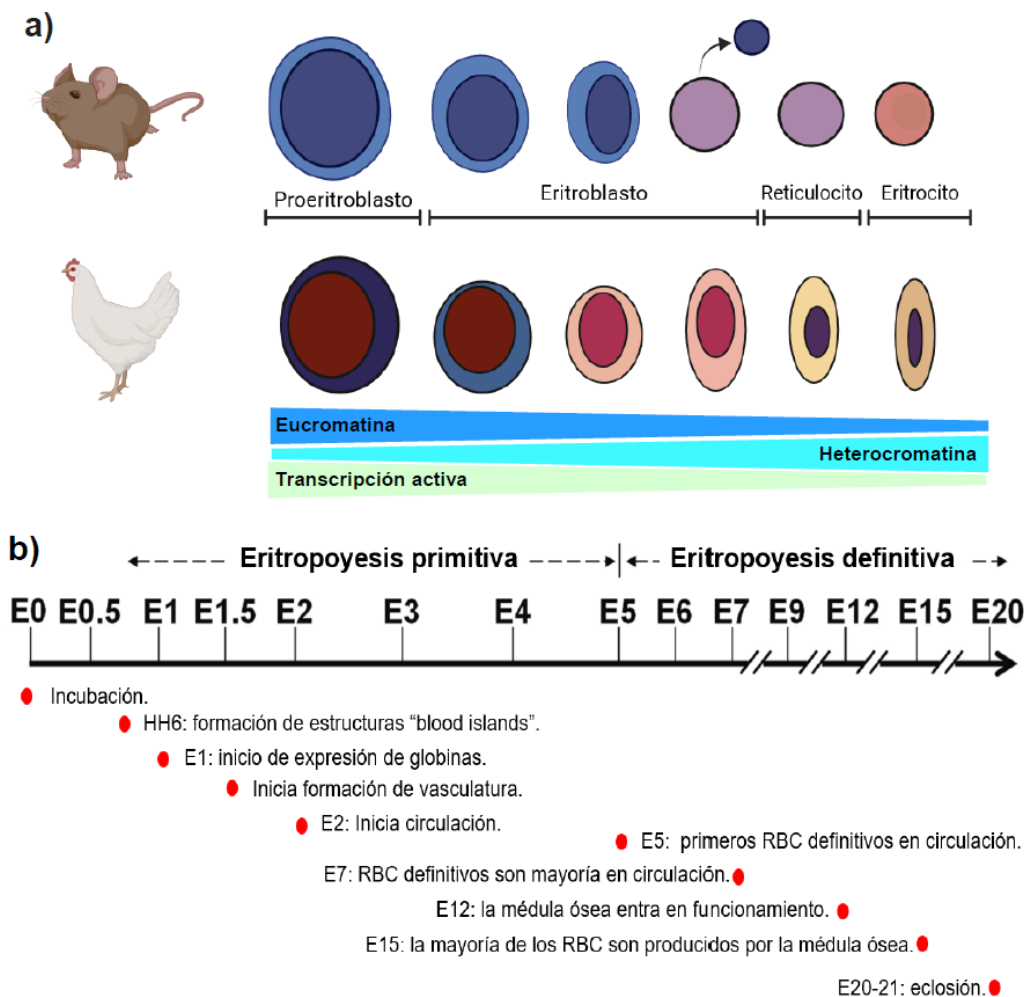 a)
Proeritroblasto
Eritroblasto
Reticulocito
Eritrocito
Eucromatina
Heterocromatina
Transcripción activa
b)
Eritropoyesis primitiva
Eritropoyesis definitiva
E0 E0.5 E1 E1.5 E2 E3 E4 E5 E6 E7 E9 E12 E15 E20
Incubación.
HH6: formación de estructuras “blood islands”.
E1: inicio de expresión de globinas.
Inicia formación de vasculatura.
E2: Inicia circulación.
E5: primeros RBC definitivos en circulación.
E7: RBC definitivos son mayoría en circulación.
E12: la médula ósea entra en funcionamiento.
E15: la mayoría de los RBC son producidos por la médula ósea.
E20-21: eclosión.